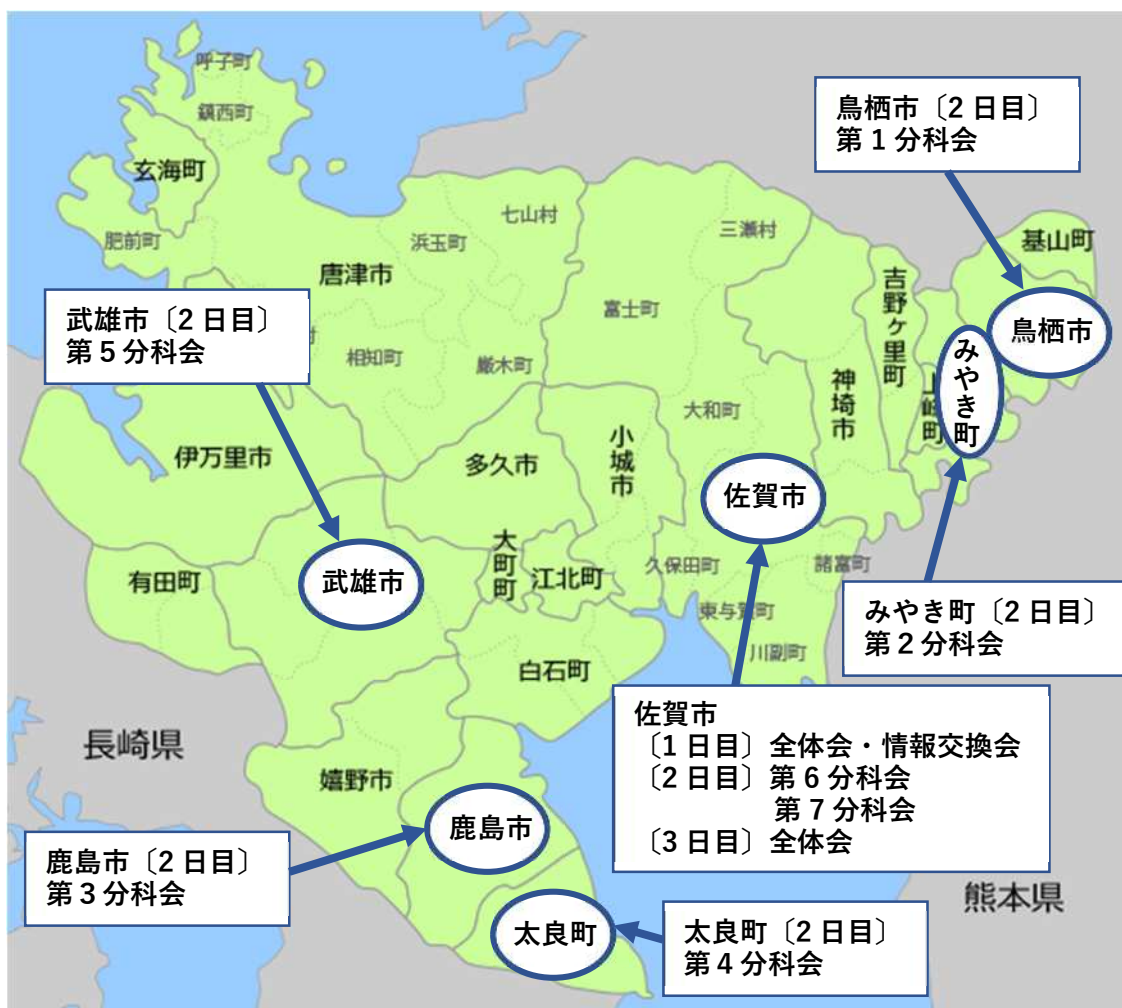 呼子町
鎮西町
玄海町
肥前町
七山村
浜玉町
唐津市
相知町
厳木町
三瀬村
富士町
鳥栖市〔2 日目〕
第 1 分科会
基山町
鳥栖市
吉野ヶ里町
みやき町
神埼市
武雄市〔2 日目〕
第 5 分科会
大和町
小城市
伊万里市
多久市
佐賀市
大町町
江北町
久保田町
諸富町
有田町
武雄市
東与賀町
川副町
みやき町〔2 日目〕
第 2 分科会
白石町
佐賀市
〔1 日目〕全体会・情報交換会
〔2 日目〕第 6 分科会
第 7 分科会
〔3 日目〕全体会
長崎県
嬉野市
鹿島市
鹿島市〔2 日目〕
第 3 分科会
熊本県
太良町
太良町〔2 日目〕
第 4 分科会